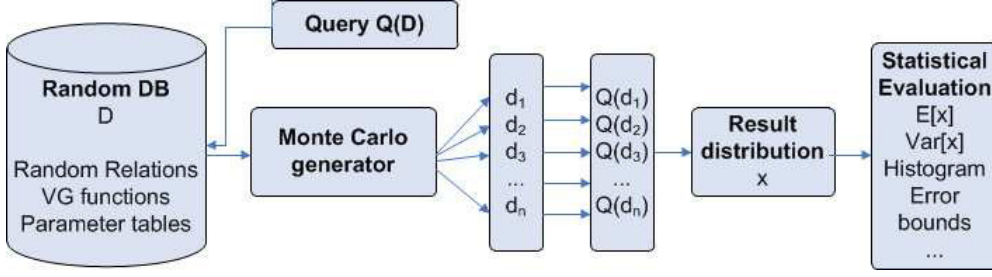 Query Q(D)
Random DB
D
Random Relations
VG functions
Parameter tables
Monte Carlo
generator
d₁
d₂
d₃
...
dₙ
Q(d₁)
Q(d₂)
Q(d₃)
...
Q(dₙ)
Result
distribution
x
Statistical
Evaluation
E[x]
Var[x]
Histogram
Error
bounds
...